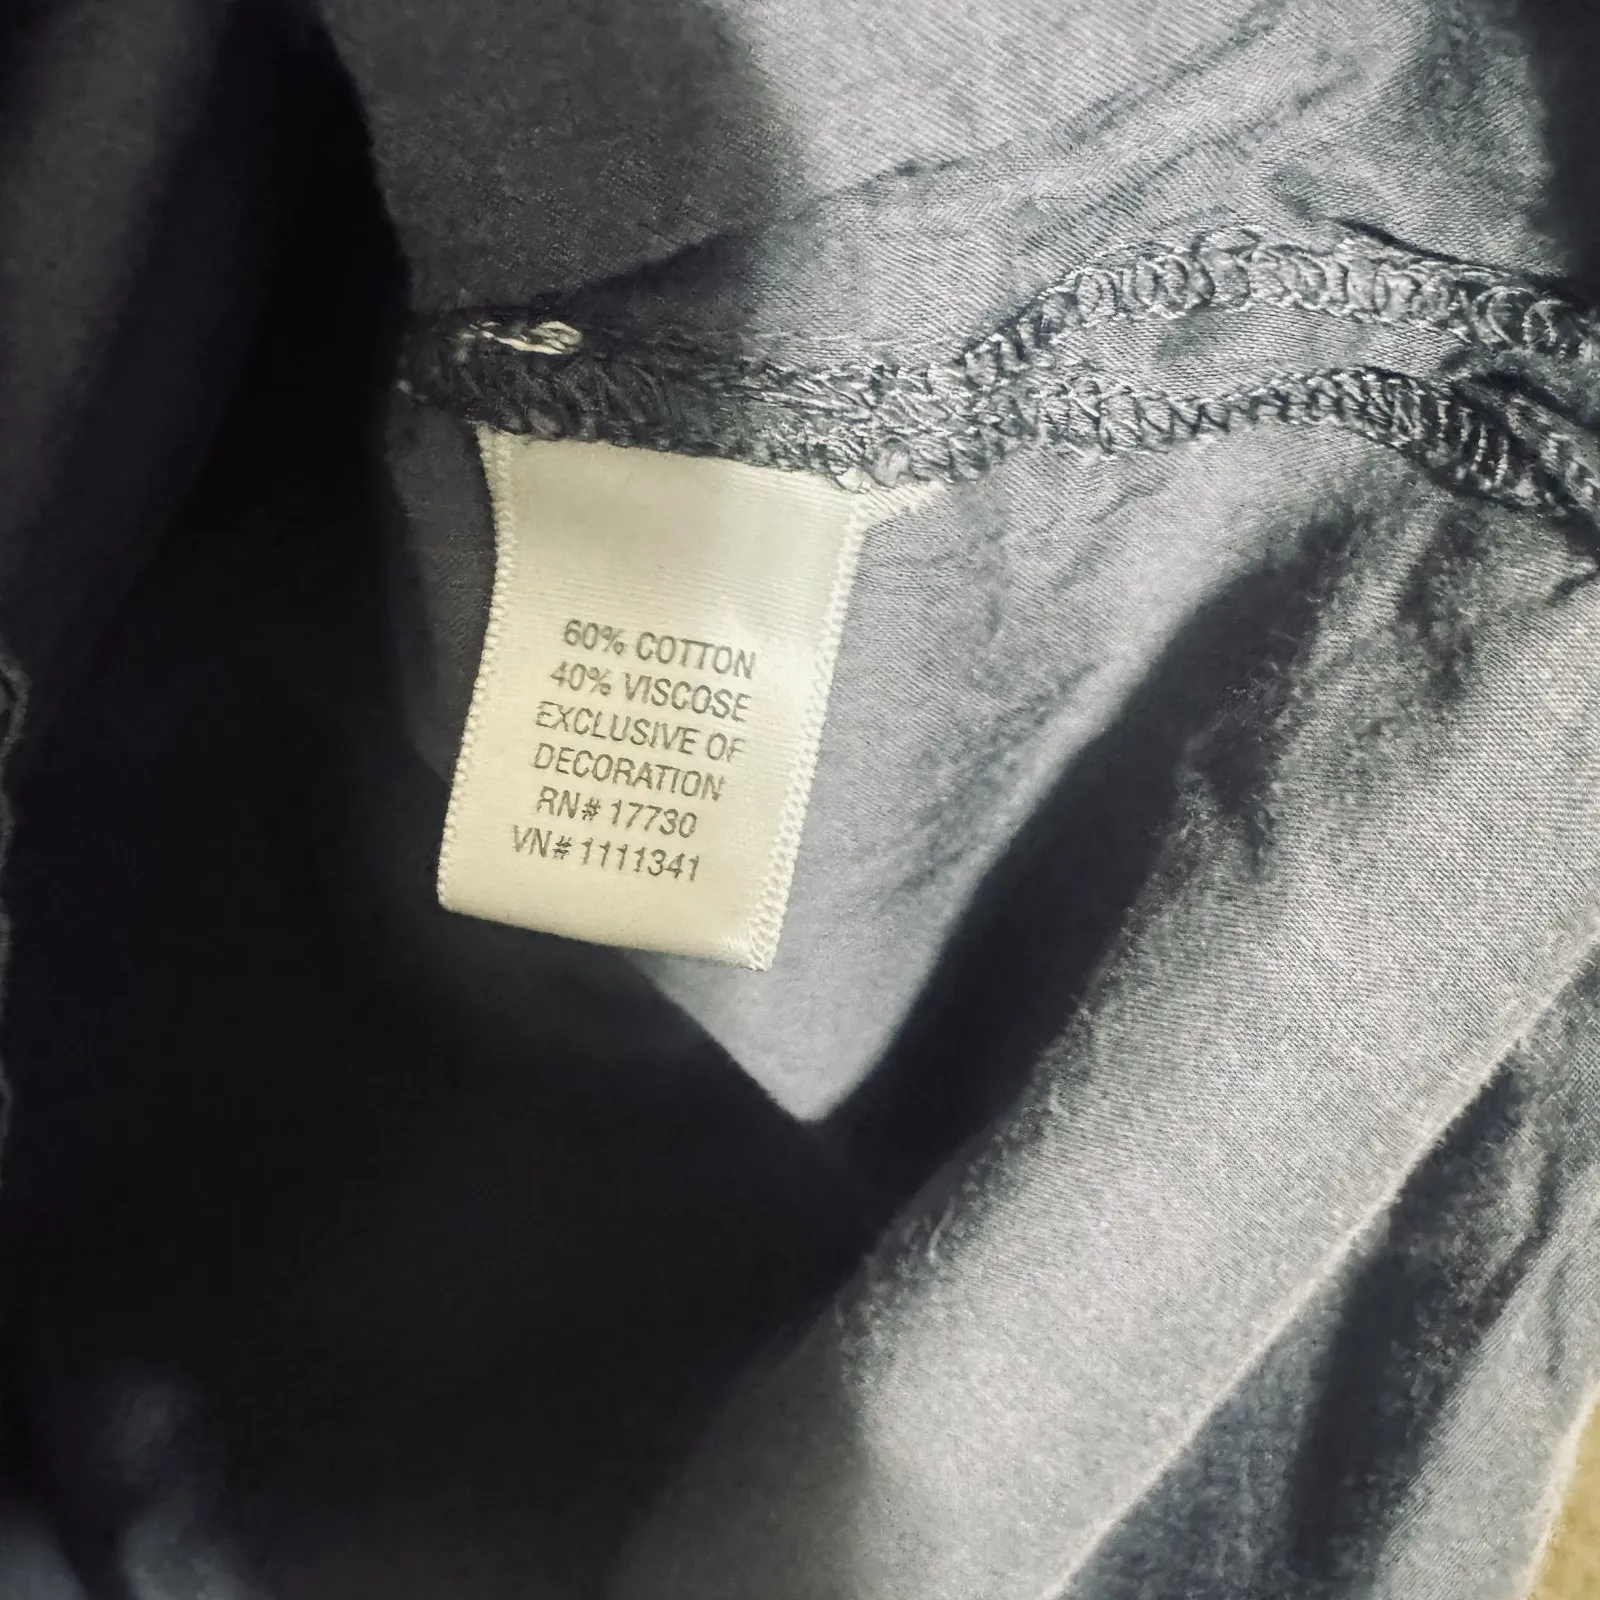 60% COTTON
40% VISCOSE
EXCLUSIVE OF
DECORATION
RN# 17730
VN# 1111341